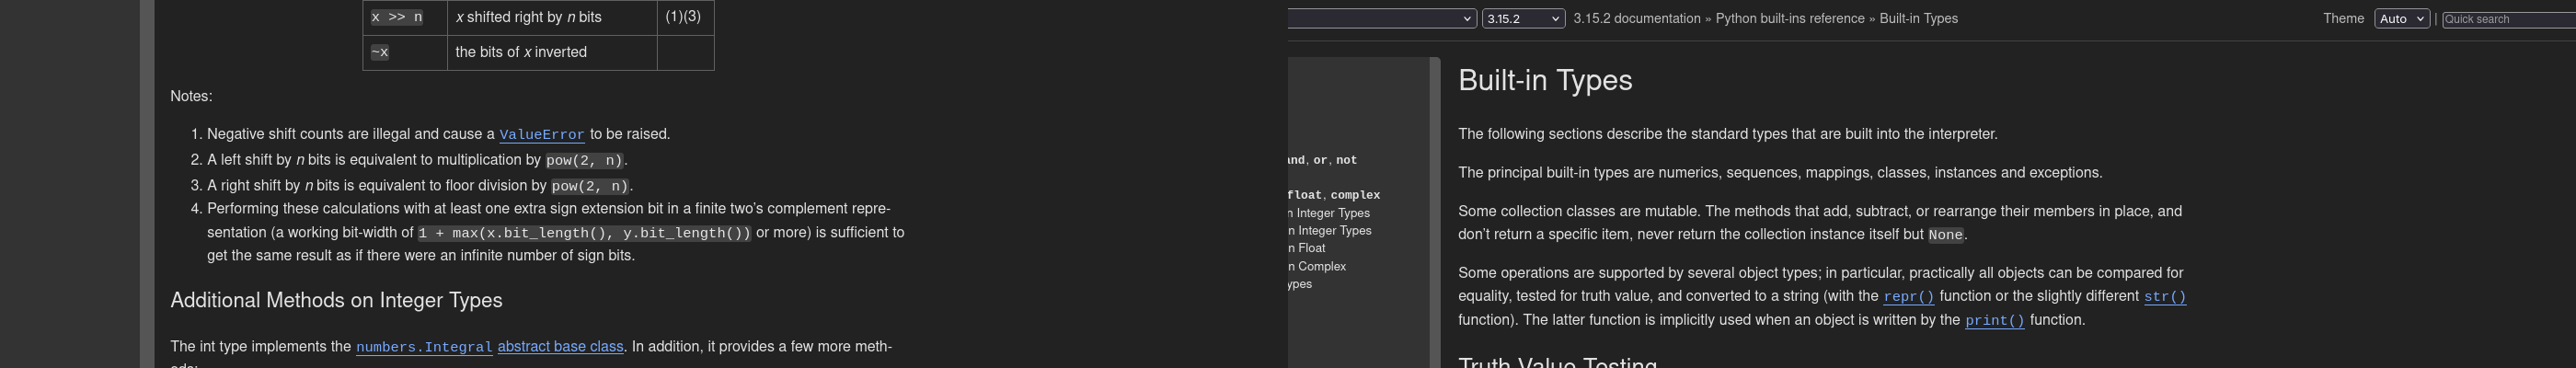 x >> n x shifted right by n bits (1)(3)
~x the bits of x inverted
Notes:
1. Negative shift counts are illegal and cause a ValueError to be raised.
2. A left shift by n bits is equivalent to multiplication by pow(2, n).
3. A right shift by n bits is equivalent to floor division by pow(2, n).
4. Performing these calculations with at least one extra sign extension bit in a finite two’s complement repre-
sentation (a working bit-width of 1 + max(x.bit_length(), y.bit_length()) or more) is sufficient to
get the same result as if there were an infinite number of sign bits.
Additional Methods on Integer Types
The int type implements the numbers.Integral abstract base class. In addition, it provides a few more meth-
ods:
3.15.2 3.15.2 documentation » Python built-ins reference » Built-in Types Theme Auto | Quick search
and, or, not
float, complex
n Integer Types
n Integer Types
n Float
n Complex
ypes
Built-in Types
The following sections describe the standard types that are built into the interpreter.
The principal built-in types are numerics, sequences, mappings, classes, instances and exceptions.
Some collection classes are mutable. The methods that add, subtract, or rearrange their members in place, and
don’t return a specific item, never return the collection instance itself but None.
Some operations are supported by several object types; in particular, practically all objects can be compared for
equality, tested for truth value, and converted to a string (with the repr() function or the slightly different str()
function). The latter function is implicitly used when an object is written by the print() function.
Truth Value Testing